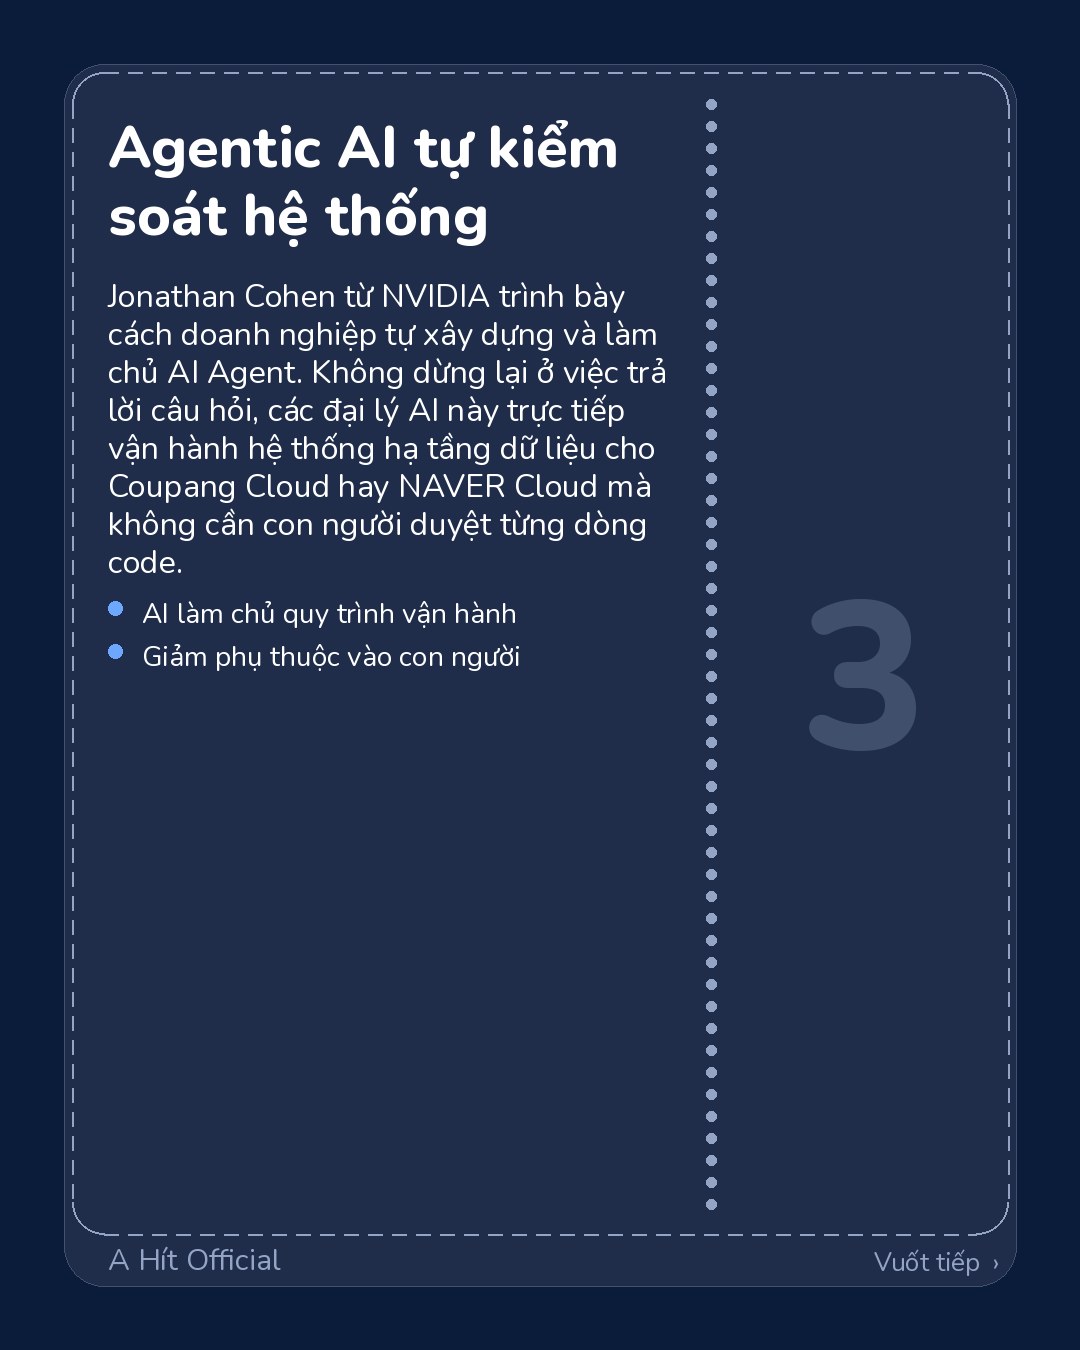 Agentic AI tự kiểm
soát hệ thống
Jonathan Cohen từ NVIDIA trình bày
cách doanh nghiệp tự xây dựng và làm
chủ AI Agent. Không dừng lại ở việc trả
lời câu hỏi, các đại lý AI này trực tiếp
vận hành hệ thống hạ tầng dữ liệu cho
Coupang Cloud hay NAVER Cloud mà
không cần con người duyệt từng dòng
code.
AI làm chủ quy trình vận hành
Giảm phụ thuộc vào con người
3
A Hít Official
Vuốt tiếp ›